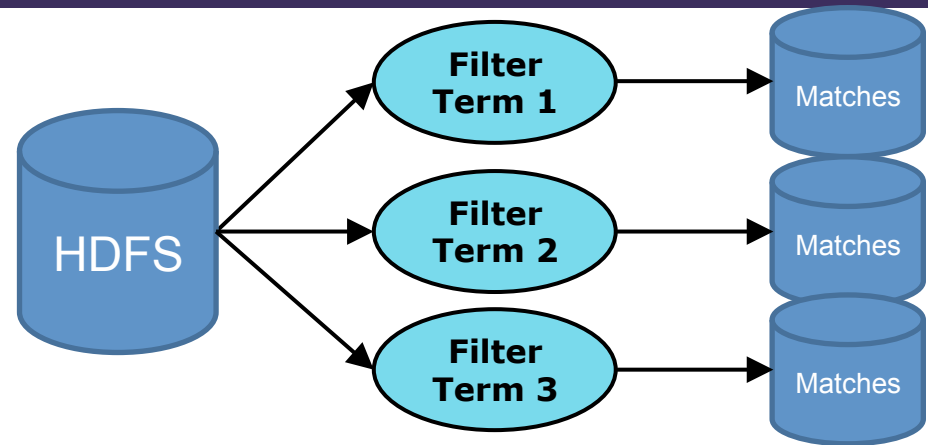 HDFS
Filter
Term 1
Matches
Filter
Term 2
Matches
Filter
Term 3
Matches